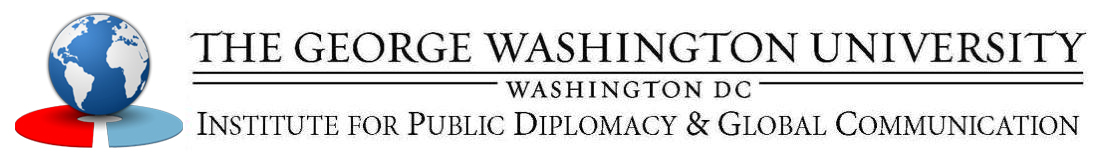 THE GEORGE WASHINGTON UNIVERSITY
WASHINGTON DC
INSTITUTE FOR PUBLIC DIPLOMACY & GLOBAL COMMUNICATION